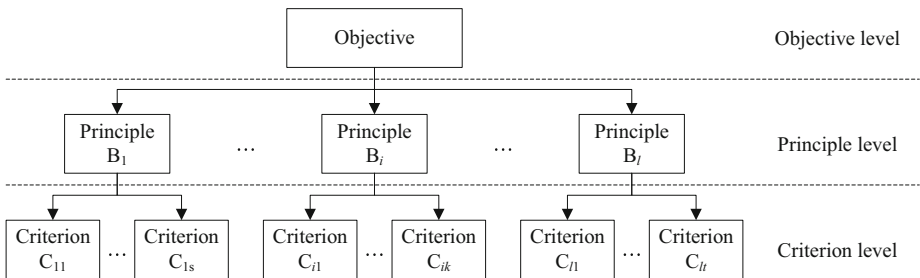 Objective
Objective level
Principle
B₁
...
Principle
Bᵢ
...
Principle
Bₗ
Principle level
Criterion
C₁₁
...
Criterion
C₁ₛ
Criterion
Cᵢ₁
...
Criterion
Cᵢₖ
Criterion
Cₗ₁
...
Criterion
Cₗₜ
Criterion level